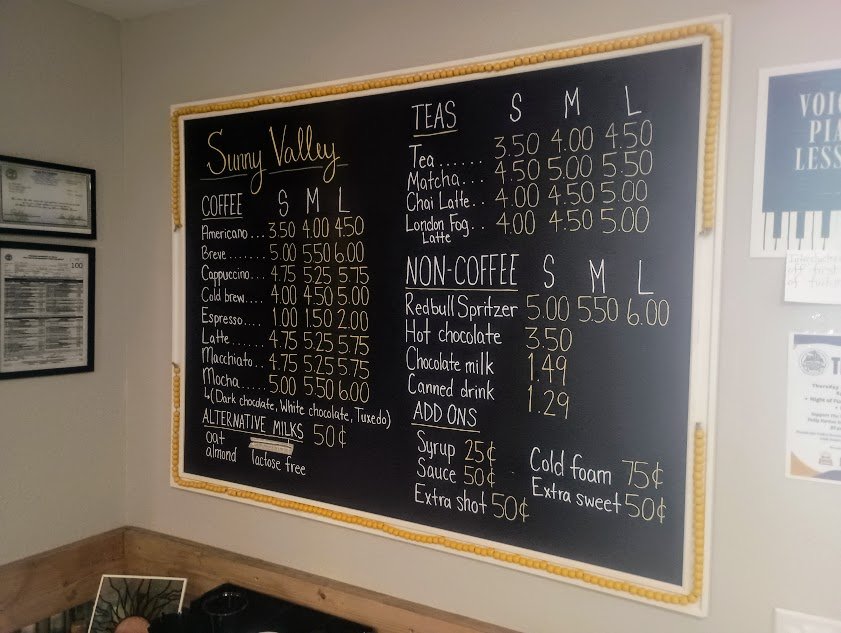 Sunny Valley
COFFEE S M L
Americano... 3.50 4.00 4.50
Breve....... 5.00 5.50 6.00
Cappuccino.. 4.75 5.25 5.75
Cold brew.... 4.00 4.50 5.00
Espresso.... 1.00 1.50 2.00
Latte........ 4.75 5.25 5.75
Macchiato... 4.75 5.25 5.75
Mocha...... 5.00 5.50 6.00
↳(Dark chocolate, White chocolate, Tuxedo)
ALTERNATIVE MILKS 50¢
oat
almond lactose free
TEAS S M L
Tea...... 3.50 4.00 4.50
Matcha... 4.50 5.00 5.50
Chai Latte.. 4.00 4.50 5.00
London Fog.. 4.00 4.50 5.00
Latte
NON-COFFEE S M L
Redbull Spritzer 5.00 5.50 6.00
Hot chocolate 3.50
Chocolate milk 1.49
Canned drink 1.29
ADD ONS
Syrup 25¢
Sauce 50¢
Extra shot 50¢
Cold foam 75¢
Extra sweet 50¢
100
off first
Thursday